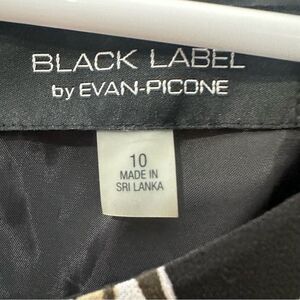 BLACK LABEL
by EVAN-PICONE
10
MADE IN
SRI LANKA